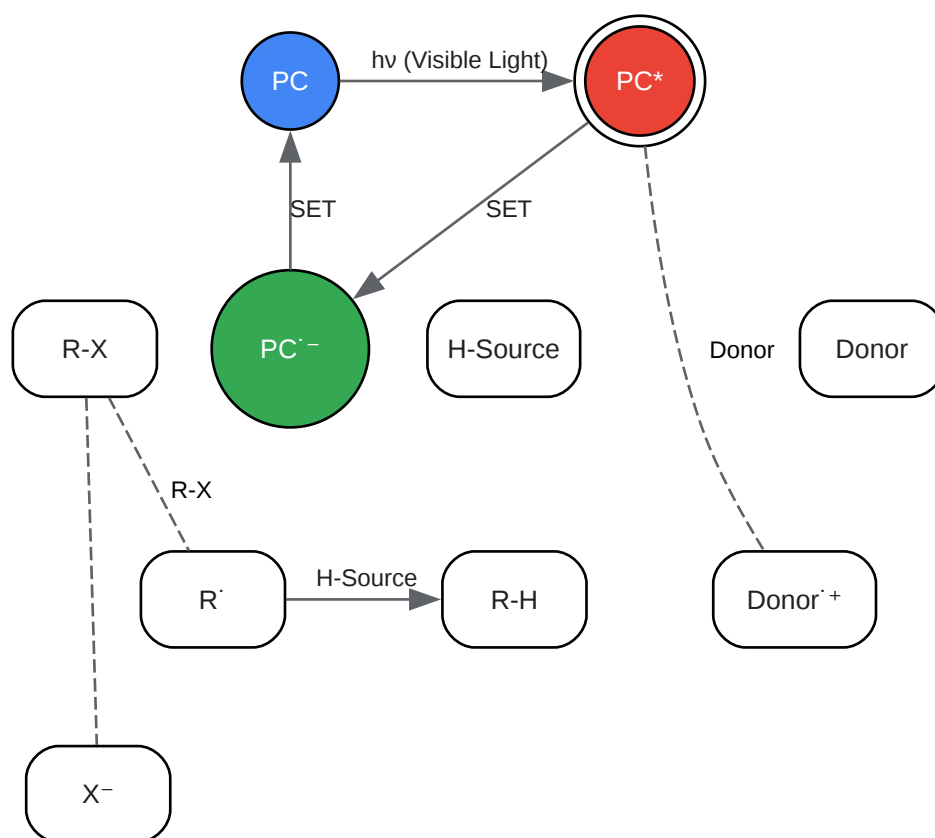 PC
hν (Visible Light)
PC*
SET
SET
R-X
PC˙⁻
H-Source
Donor
Donor
R-X
R˙
H-Source
R-H
Donor˙⁺
X⁻